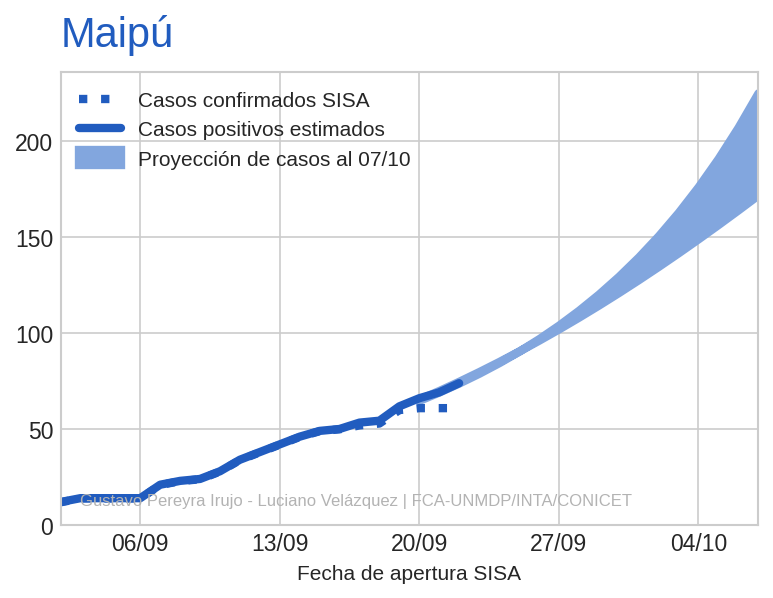 Maipú
Casos confirmados SISA
Casos positivos estimados
Proyección de casos al 07/10
200
150
100
50
0
Gustavo Pereyra Irujo - Luciano Velázquez | FCA-UNMDP/INTA/CONICET
06/09 13/09 20/09 27/09 04/10
Fecha de apertura SISA